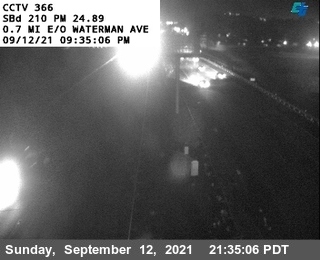 CCTV 366
SBd 210 PM 24.89
0.7 MI E/O WATERMAN AVE
09/12/21 09:35:06 PM
Sunday, September 12, 2021 21:35:06 PDT